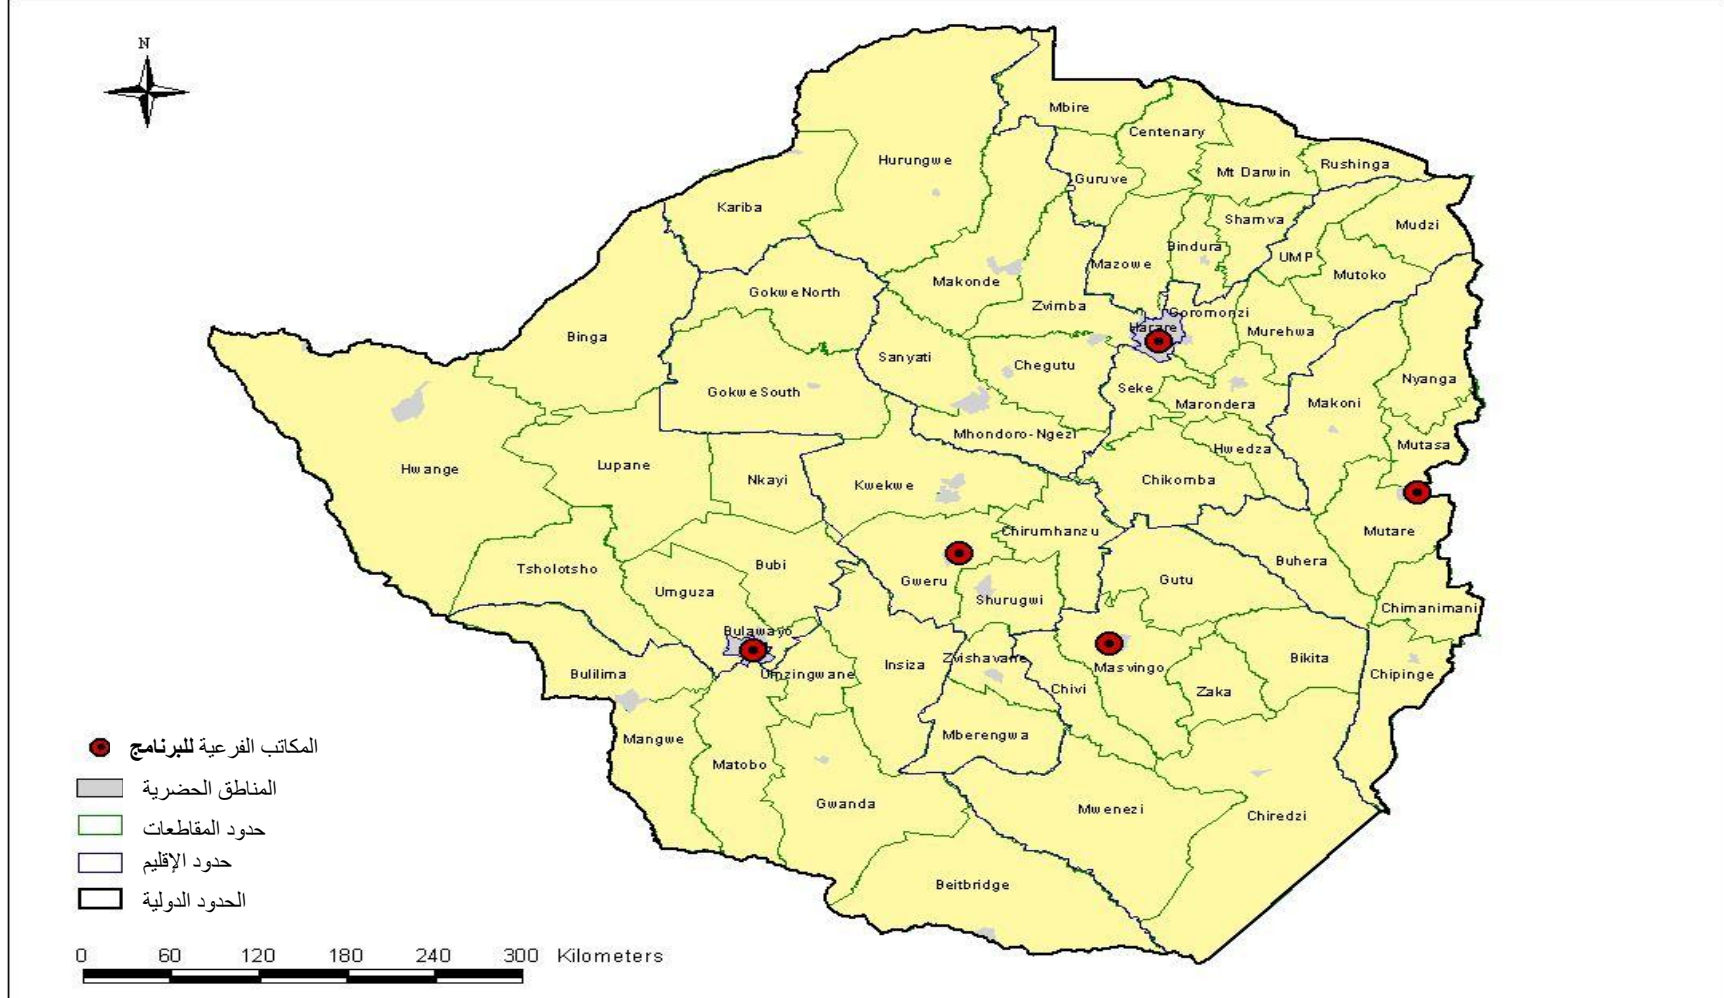 N
Mbire
Centenary
Hurungwe
Guruve
Mt Darwin
Rushinga
Kariba
Shamva
Mudzi
Bindura
Mazowe
UMP
Mutoko
Makonde
Gokwe North
Zvimba
Goromonzi
Harare
Murehwa
Binga
Sanyati
Chegutu
Nyanga
Gokwe South
Seke
Marondera
Makoni
Mhondoro-Ngezi
Hwedza
Mutasa
Hwange
Lupane
Nkayi
Kwekwe
Chikomba
Chirumhanzu
Mutare
Tsholotsho
Bubi
Buhera
Gweru
Gutu
Umguza
Shurugwi
Chimanimani
Bulawayo
Zvishavane
Insiza
Masvingo
Bikita
Bulilima
Umzingwane
Chipinge
Chivi
Zaka
Mangwe
Mberengwa
Matobo
Gwanda
Mwenezi
Chiredzi
Beitbridge
المكاتب الفرعية للبرنامج
المناطق الحضرية
حدود المقاطعات
حدود الإقليم
الحدود الدولية
0 60 120 180 240 300 Kilometers